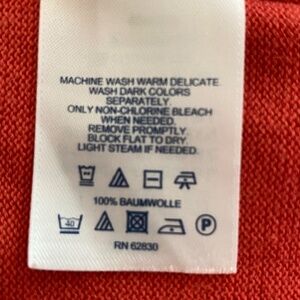 MACHINE WASH WARM DELICATE.
WASH DARK COLORS
SEPARATELY.
ONLY NON-CHLORINE BLEACH
WHEN NEEDED.
REMOVE PROMPTLY.
BLOCK FLAT TO DRY.
LIGHT STEAM IF NEEDED.
100% BAUMWOLLE
40 P
RN 62830